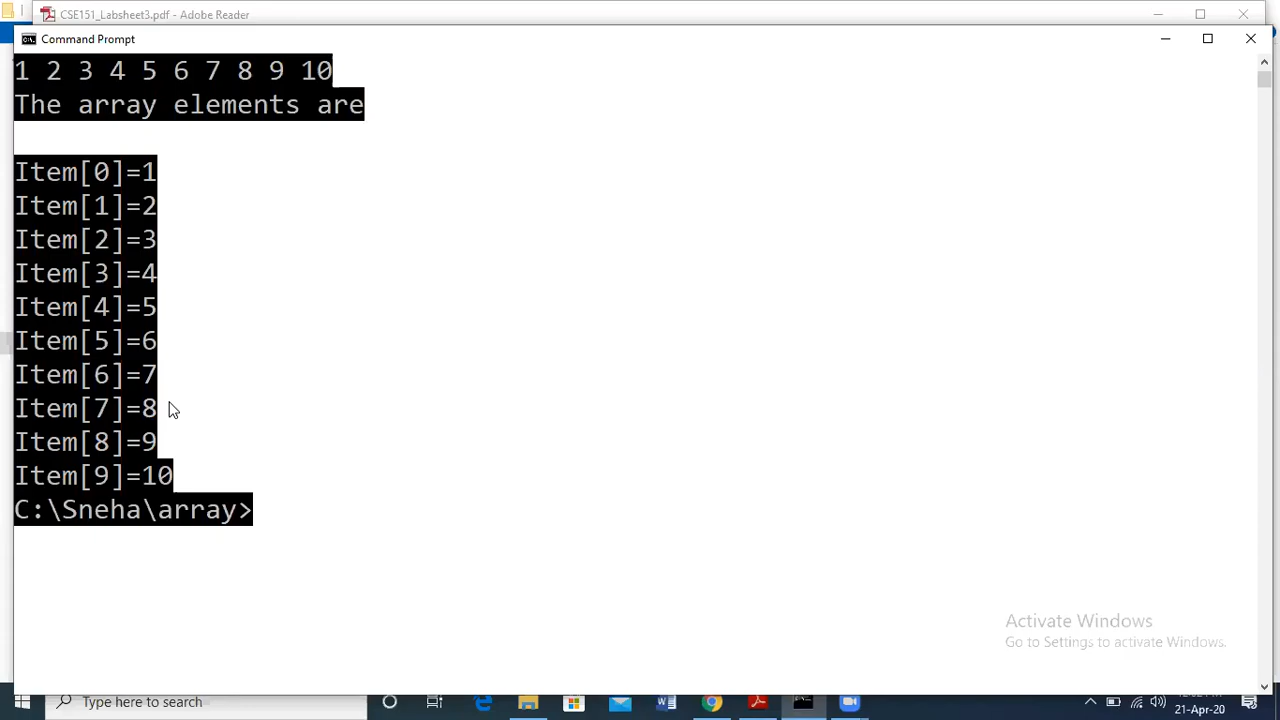 CSE151_Labsheet3.pdf - Adobe Reader
Command Prompt
1 2 3 4 5 6 7 8 9 10
The array elements are
Item[0]=1
Item[1]=2
Item[2]=3
Item[3]=4
Item[4]=5
Item[5]=6
Item[6]=7
Item[7]=8
Item[8]=9
Item[9]=10
C:\Sneha\array>
Activate Windows
Go to Settings to activate Windows.
Type here to search
21-Apr-20